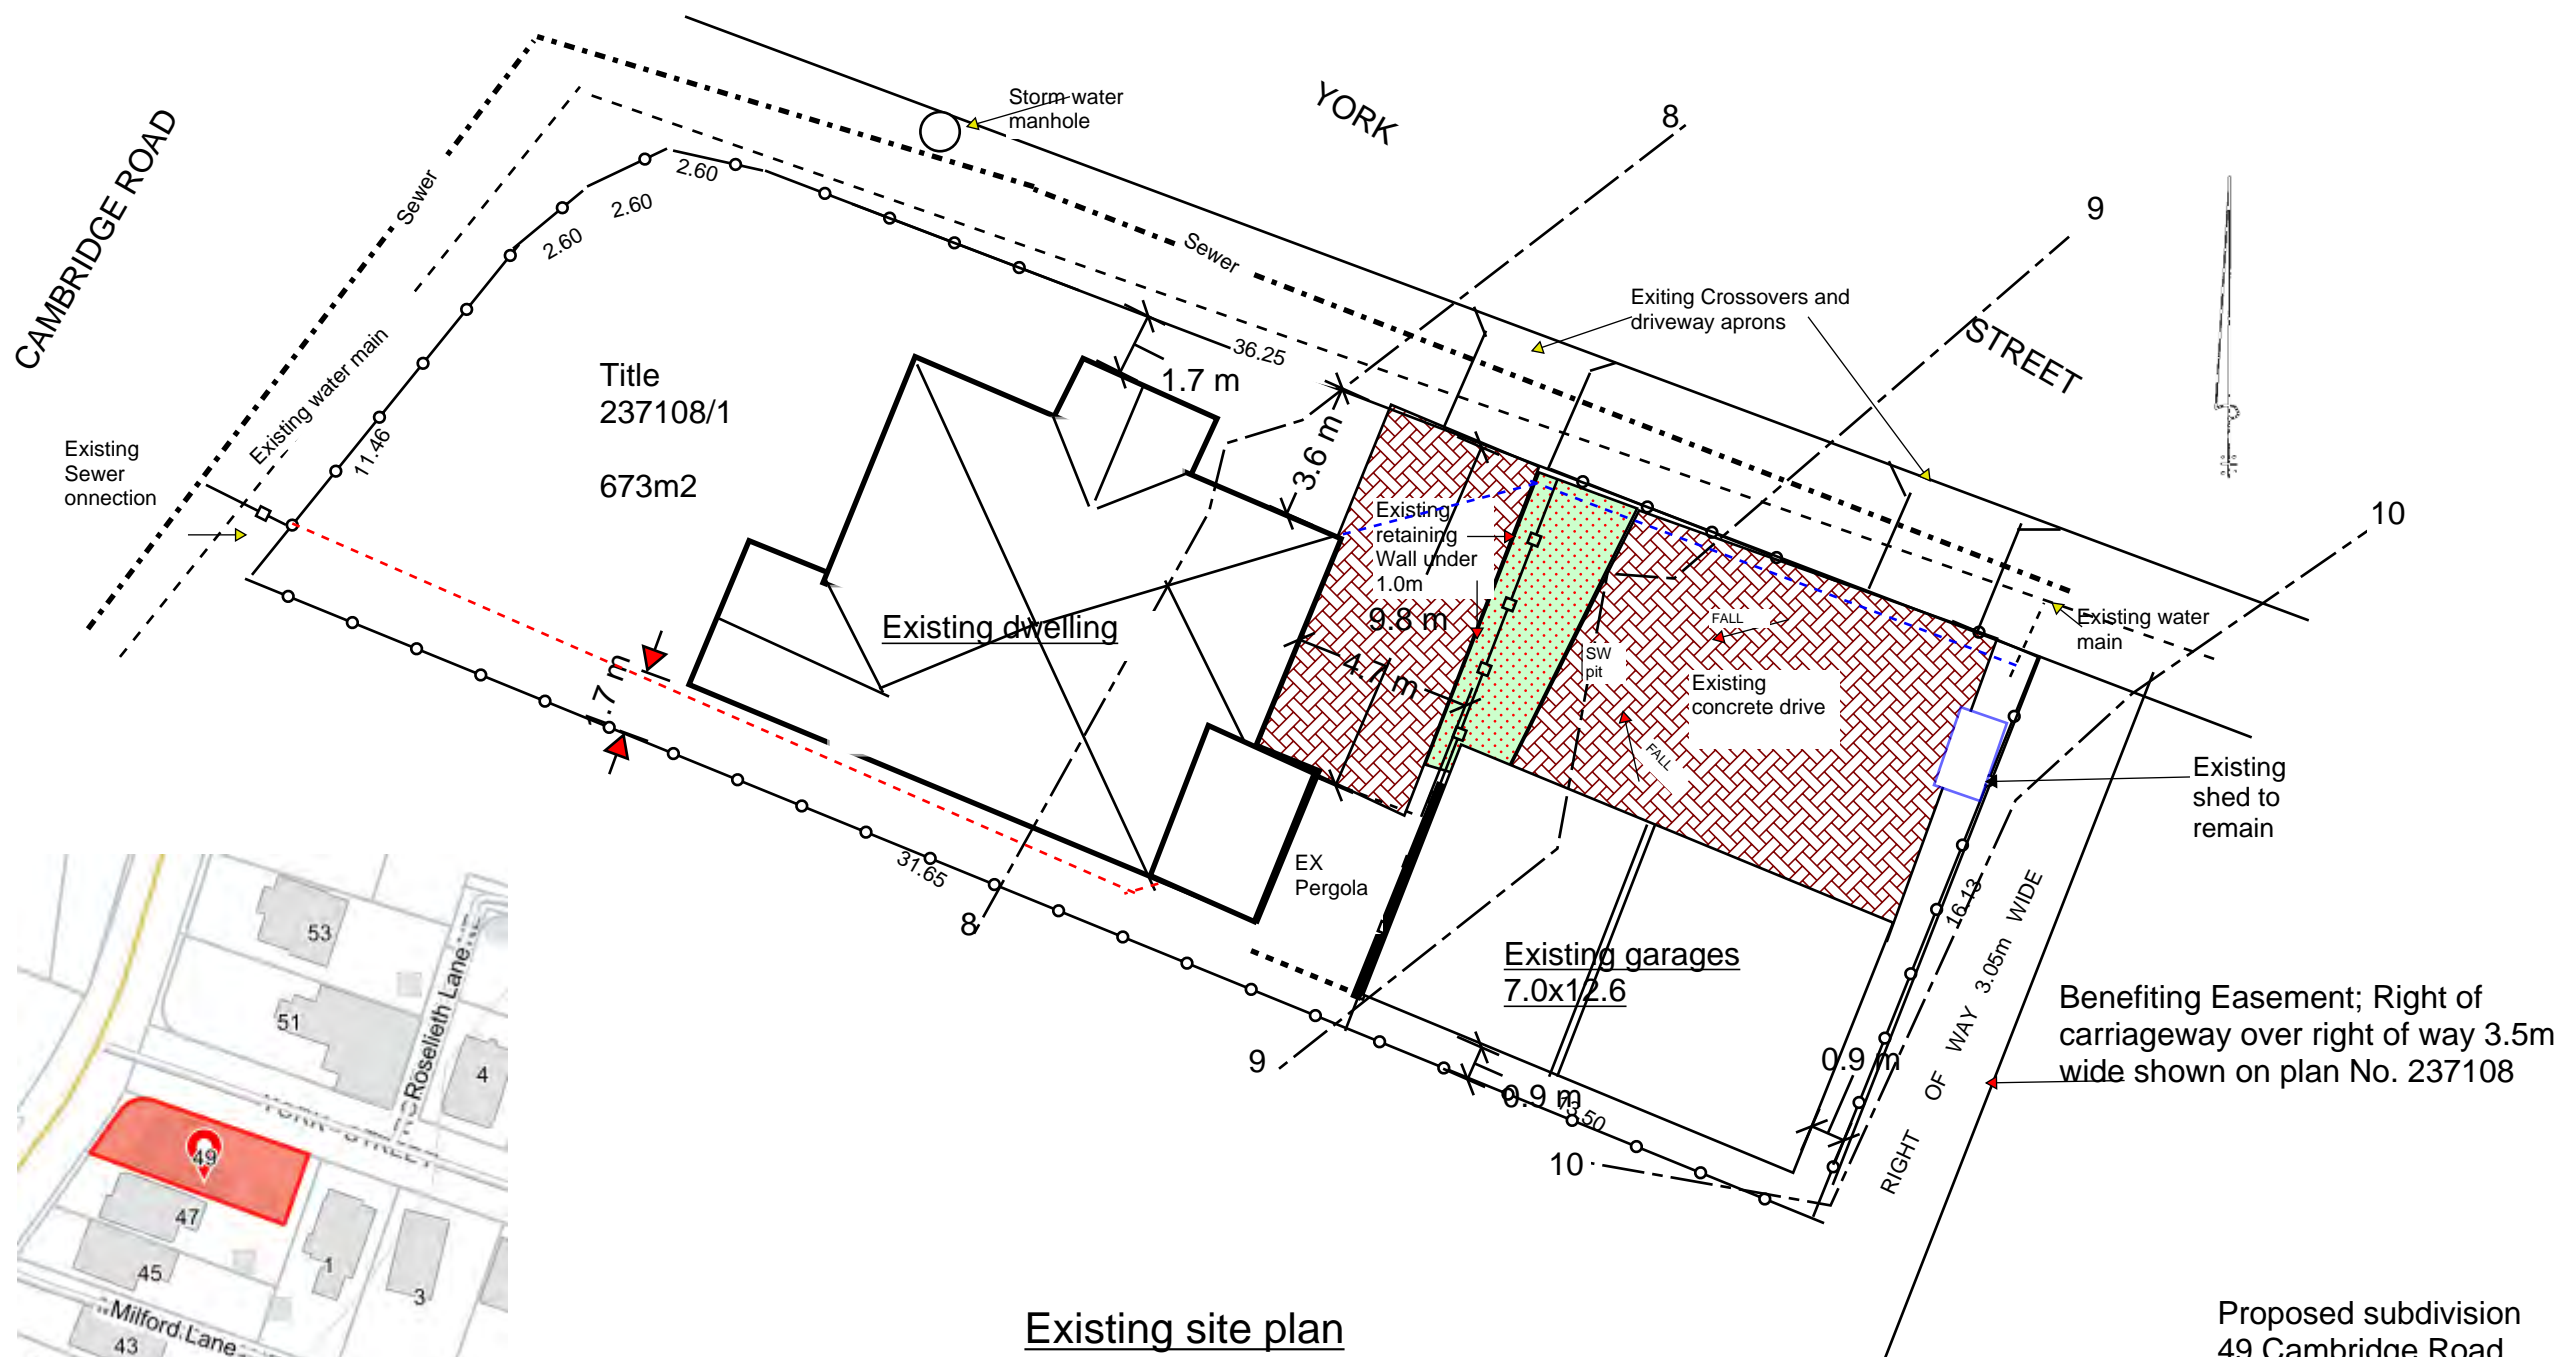 CAMBRIDGE ROAD
Sewer
Storm water
manhole
YORK
8
9
10
2.60
2.60
2.60
Sewer
Exiting Crossovers and
driveway aprons
STREET
36.25
1.7 m
Title
237108/1
673m2
Existing water main
11.46
Existing
Sewer
onnection
3.6 m
Existing
retaining
Wall under
1.0m
9.8 m
4.7 m
SW
pit
FALL
FALL
Existing
concrete drive
Existing water
main
Existing dwelling
Existing
shed to
remain
EX
Pergola
31.65
8
9
10
Existing garages
7.0x12.6
0.9 m
0.9 m
16.13
RIGHT OF WAY 3.05m WIDE
Benefiting Easement; Right of
carriageway over right of way 3.5m
wide shown on plan No. 237108
53
51
Roselieth Lane
4
YORK STREET
49
47
45
1
3
Milford Lane
43
Existing site plan
Proposed subdivision
49 Cambridge Road